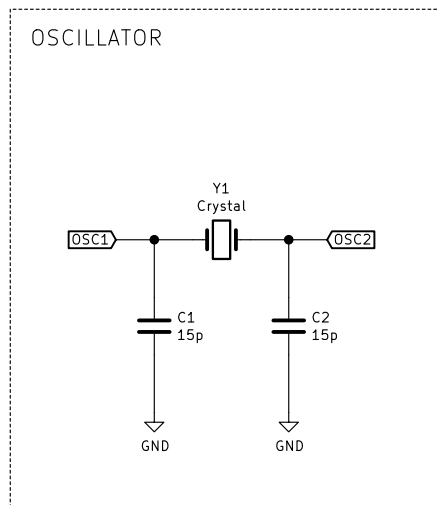 OSCILLATOR
Y1
Crystal
OSC1
OSC2
C1
15p
C2
15p
GND
GND